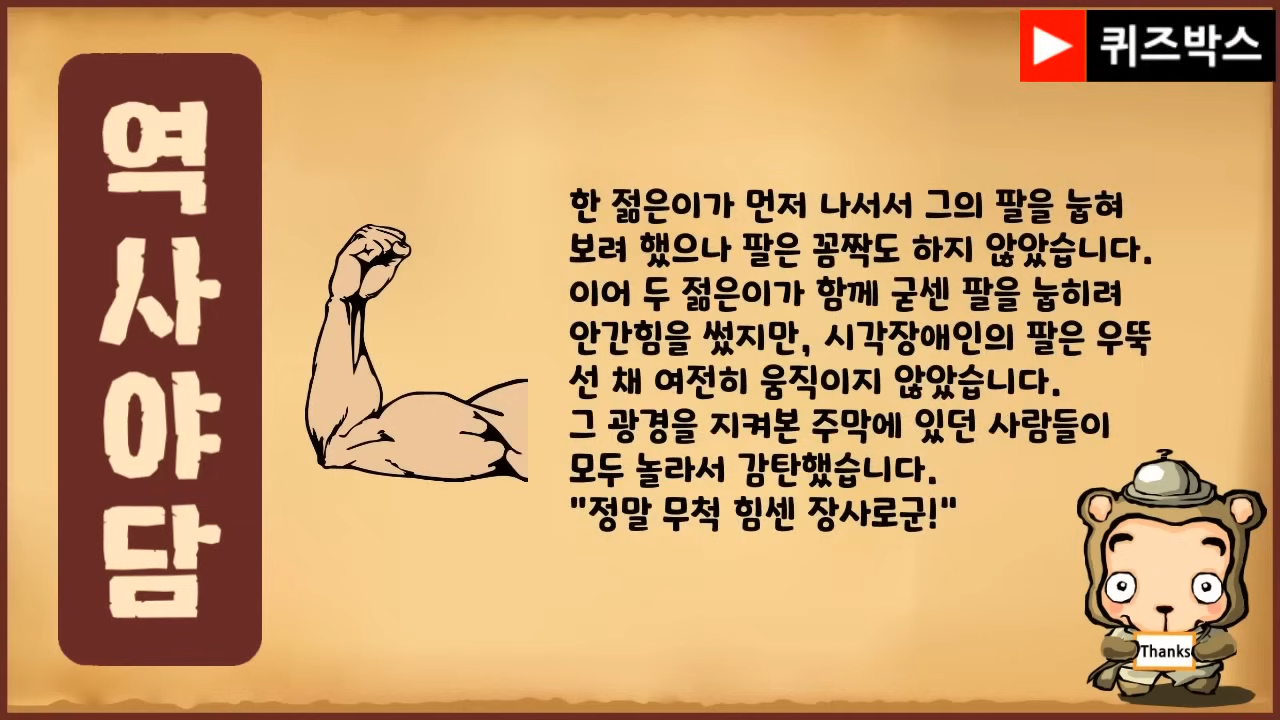 퀴즈박스
역사야담
한 젊은이가 먼저 나서서 그의 팔을 눕혀
보려 했으나 팔은 꼼짝도 하지 않았습니다.
이어 두 젊은이가 함께 굳센 팔을 눕히려
안간힘을 썼지만, 시각장애인의 팔은 우뚝
선 채 여전히 움직이지 않았습니다.
그 광경을 지켜본 주막에 있던 사람들이
모두 놀라서 감탄했습니다.
"정말 무척 힘센 장사로군!"
Thanks